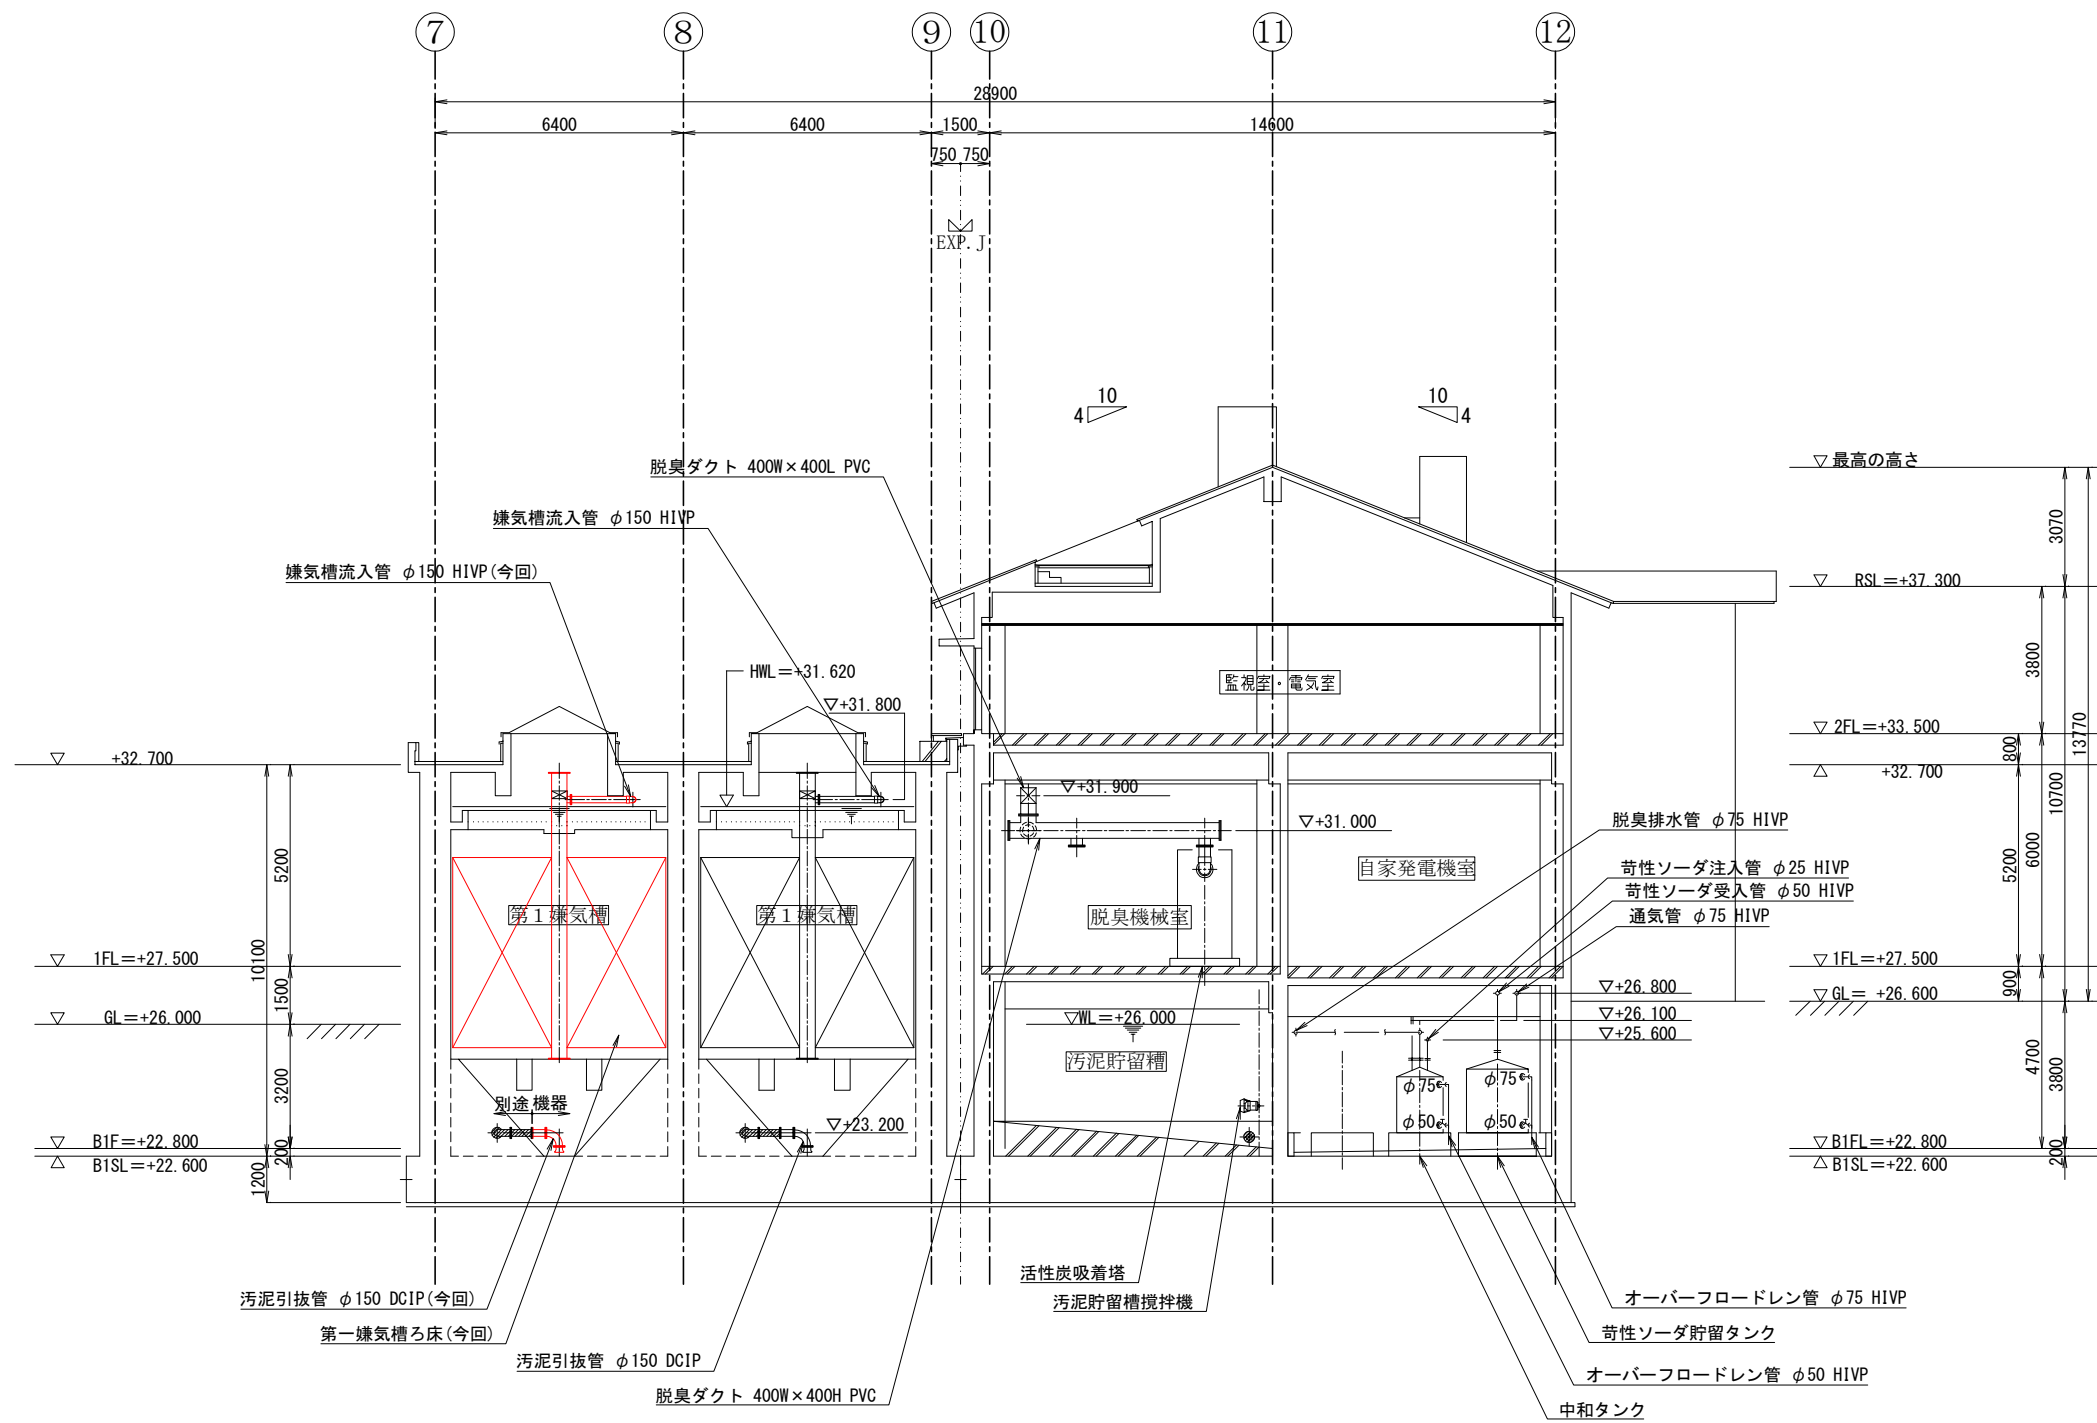 7 8 9 10 11 12
28900
6400 6400 1500 14600
750 750
EXP. J
10 10
4 4
脱臭ダクト 400W×400L PVC
▽ 最高の高さ
嫌気槽流入管 φ150 HIVP
3070
嫌気槽流入管 φ150 HIVP(今回)
▽ RSL=+37.300
HWL=+31.620
監視室・電気室
3800
▽+31.800
▽ 2FL=+33.500
13770
800
▽ +32.700
△ +32.700
▽+31.900
10700
▽+31.000
脱臭排水管 φ75 HIVP
5200
自家発電機室
苛性ソーダ注入管 φ25 HIVP
5200
6000
苛性ソーダ受入管 φ50 HIVP
第1嫌気槽 第1嫌気槽
脱臭機械室
通気管 φ75 HIVP
▽ 1FL=+27.500
10100
▽ 1FL=+27.500
1500
▽+26.800
900
▽ GL= +26.600
▽ GL=+26.000
▽WL=+26.000
▽+26.100
▽+25.600
汚泥貯留糟
4700
3800
3200
φ75 φ75
別途機器
▽+23.200
φ50 φ50
▽ B1F=+22.800
▽ B1FL=+22.800
200
200
△ B1SL=+22.600
△ B1SL=+22.600
1200
活性炭吸着塔
汚泥貯留槽撹拌機
汚泥引抜管 φ150 DCIP(今回)
オーバーフロードレン管 φ75 HIVP
第一嫌気槽ろ床(今回)
苛性ソーダ貯留タンク
汚泥引抜管 φ150 DCIP
オーバーフロードレン管 φ50 HIVP
脱臭ダクト 400W×400H PVC
中和タンク